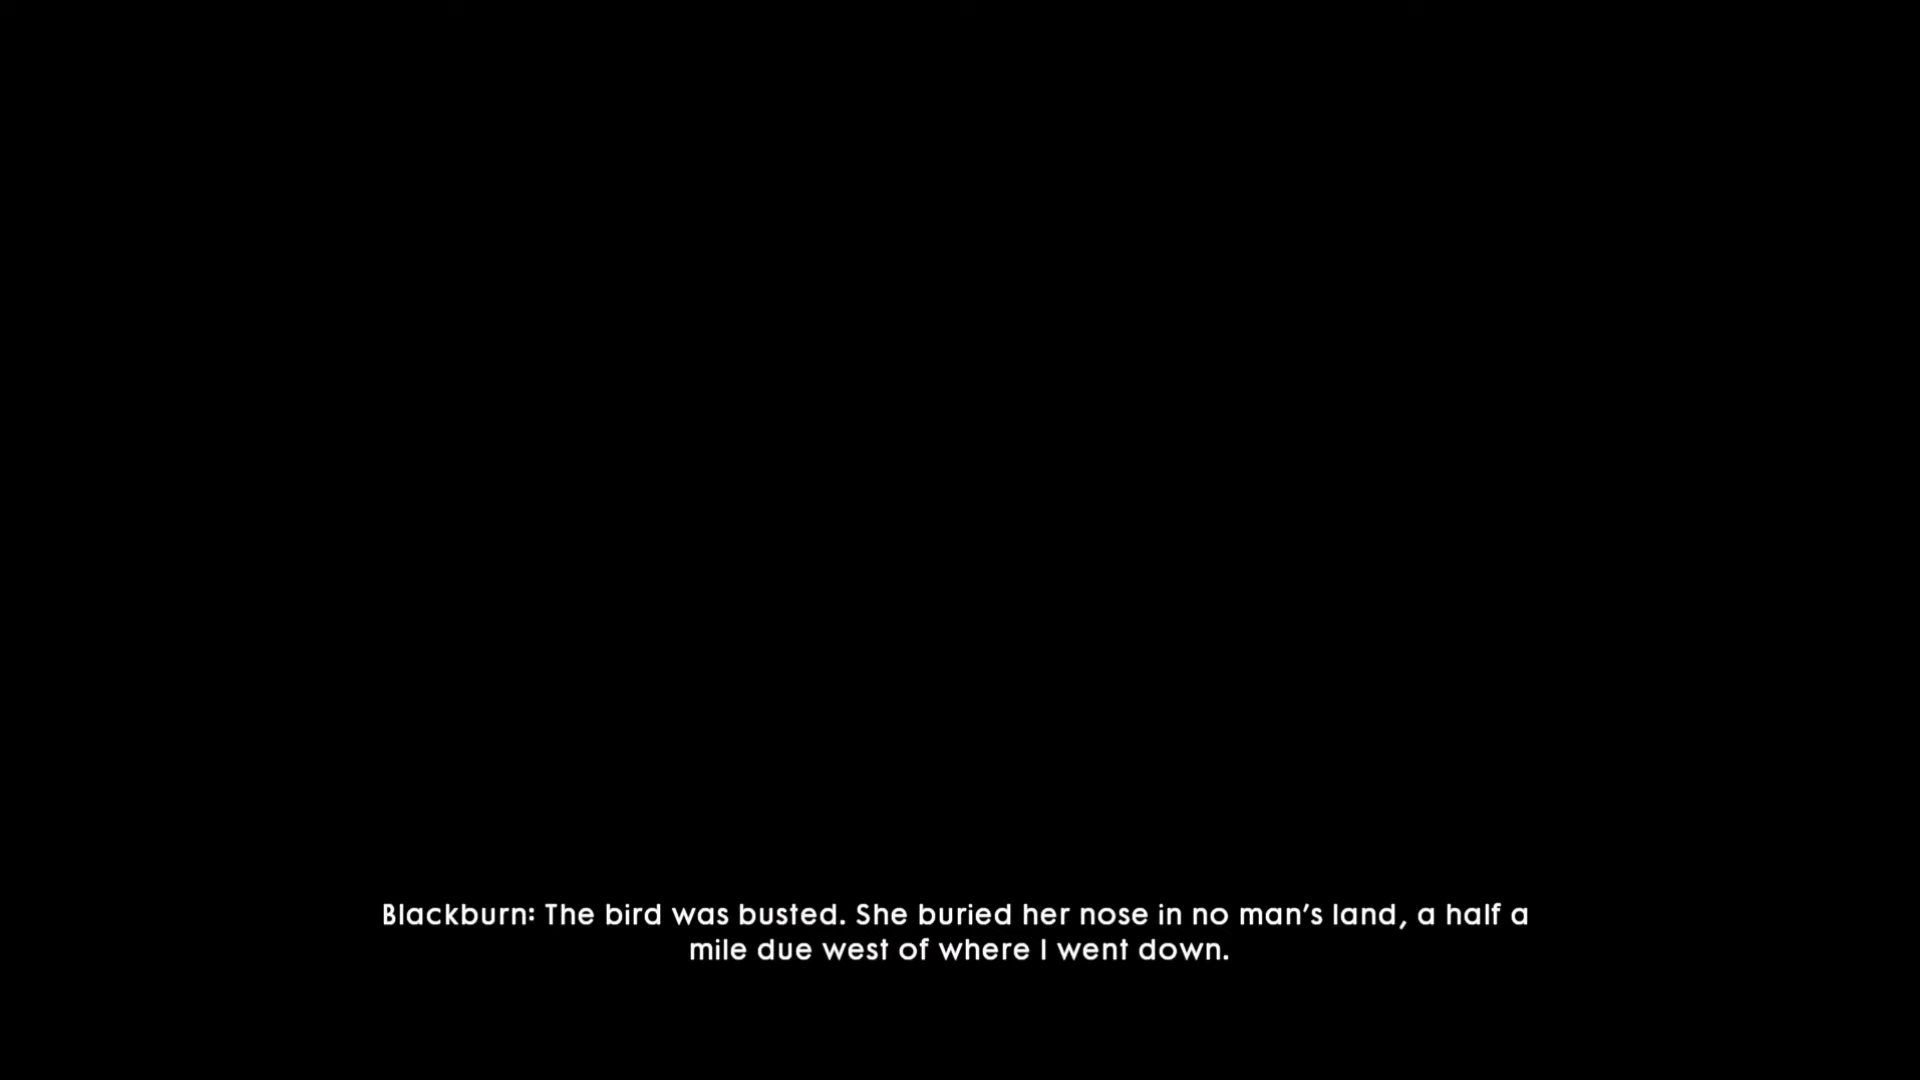 Blackburn: The bird was busted. She buried her nose in no man's land, a half a
mile due west of where I went down.